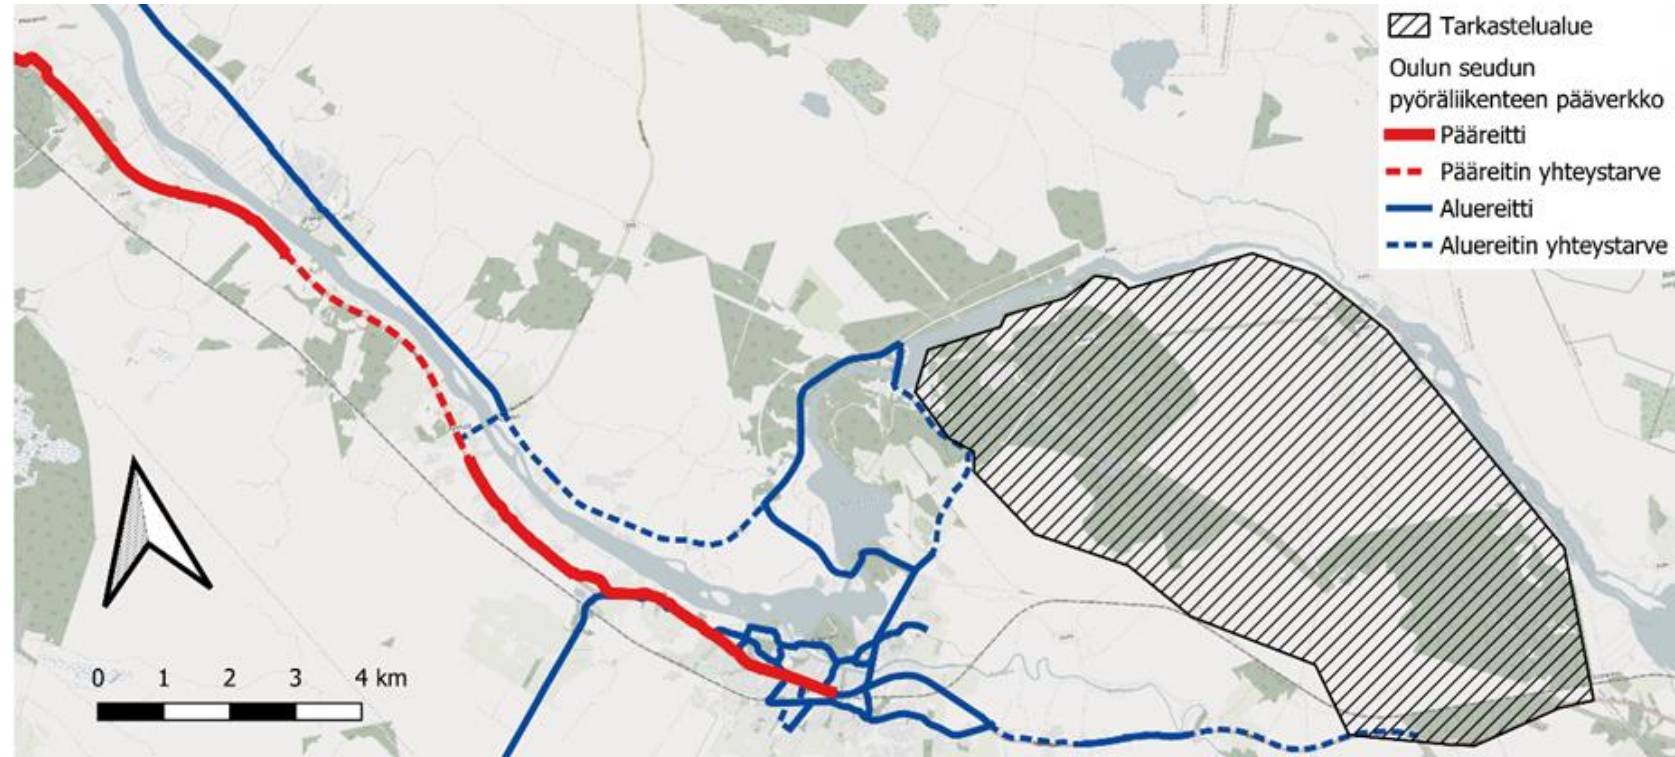 Tarkastelualue
Oulun seudun
pyöräliikenteen pääverkko
Pääreitti
Pääreitin yhteystarve
Aluereitti
Aluereitin yhteystarve
0 1 2 3 4 km